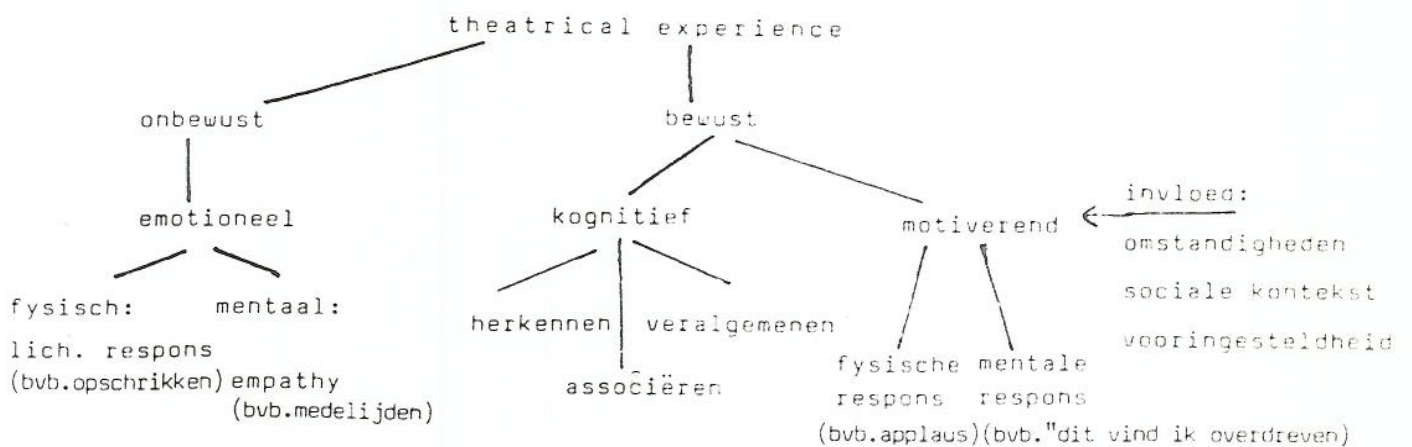 theatrical experience
onbewust
bewust
emotioneel
kognitief
motiverend
invloed:
omstandigheden
sociale kontekst
vooringesteldheid
fysisch:
mentaal:
lich. respons
(bvb.opschrikken)
empathy
(bvb.medelijden)
herkennen
veralgemenen
associëren
fysische
respons
(bvb.applaus)
mentale
respons
(bvb."dit vind ik overdreven)